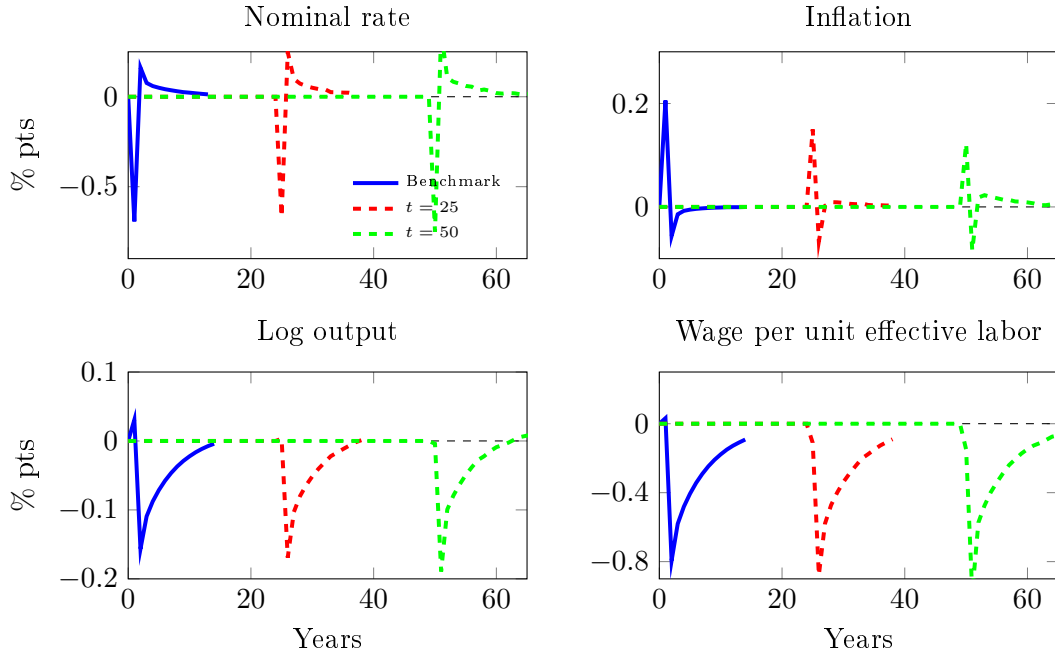 Nominal rate
% pts
0
−0.5
Benchmark
t = 25
t = 50
0 20 40 60
Inflation
0.2
0
0 20 40 60
Log output
% pts
0.1
0
−0.1
−0.2
0 20 40 60
Years
Wage per unit effective labor
0
−0.4
−0.8
0 20 40 60
Years